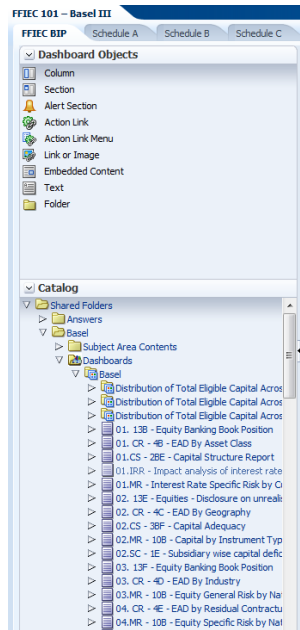 FFIEC 101 – Basel III
FFIEC BIP Schedule A Schedule B Schedule C
Dashboard Objects
Column
Section
Alert Section
Action Link
Action Link Menu
Link or Image
Embedded Content
Text
Folder
Catalog
Shared Folders
Answers
Basel
Subject Area Contents
Dashboards
Basel
Distribution of Total Eligible Capital Acros
Distribution of Total Eligible Capital Acros
Distribution of Total Eligible Capital Acros
01. 13B - Equity Banking Book Position
01. CR - 4B - EAD By Asset Class
01.CS - 2BE - Capital Structure Report
01.IRR - Impact analysis of interest rate
01.MR - Interest Rate Specific Risk by C
02. 13E - Equities - Disclosure on unreali
02. CR - 4C - EAD By Geography
02.CS - 3BF - Capital Adequacy
02.MR - 10B - Capital by Instrument Typ
02.SC - 1E - Subsidiary wise capital defic
03. 13F - Equity Banking Book Position
03. CR - 4D - EAD By Industry
03.MR - 10B - Equity General Risk by Na
04. CR - 4E - EAD by Residual Contractu
04.MR - 10B - Equity Specific Risk by Nat